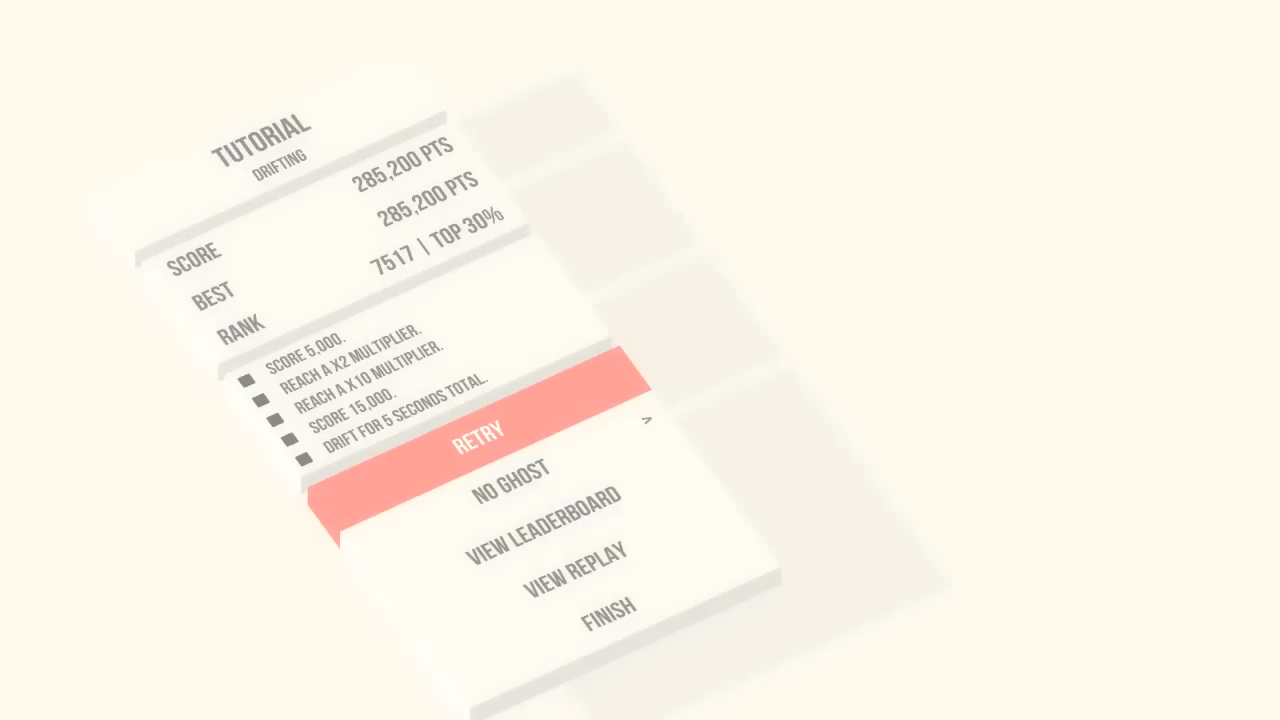 TUTORIAL
DRIFTING
SCORE 285,200 PTS
BEST 285,200 PTS
RANK 7517 | TOP 30%
SCORE 5,000.
REACH A X2 MULTIPLIER.
REACH A X10 MULTIPLIER.
SCORE 15,000.
DRIFT FOR 5 SECONDS TOTAL.
RETRY
NO GHOST >
VIEW LEADERBOARD
VIEW REPLAY
FINISH